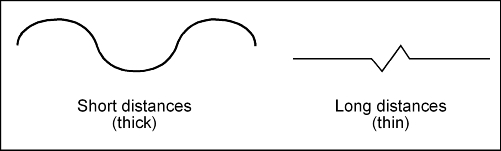 Short distances
(thick)
Long distances
(thin)